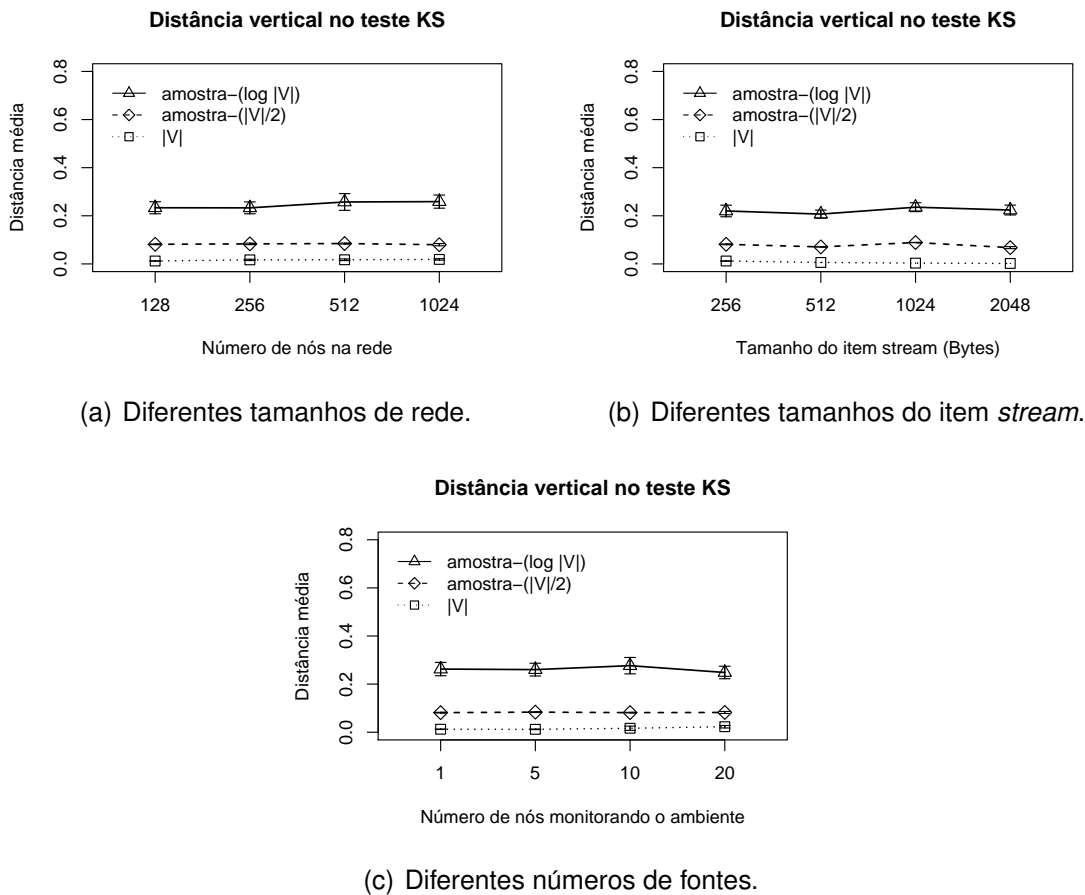 Distância vertical no teste KS
Distância média
0.0 0.2 0.4 0.6 0.8
amostra−(log |V|)
amostra−(|V|/2)
|V|
128 256 512 1024
Número de nós na rede
(a) Diferentes tamanhos de rede.
Distância vertical no teste KS
Distância média
0.0 0.2 0.4 0.6 0.8
amostra−(log |V|)
amostra−(|V|/2)
|V|
256 512 1024 2048
Tamanho do item stream (Bytes)
(b) Diferentes tamanhos do item stream.
Distância vertical no teste KS
Distância média
0.0 0.2 0.4 0.6 0.8
amostra−(log |V|)
amostra−(|V|/2)
|V|
1 5 10 20
Número de nós monitorando o ambiente
(c) Diferentes números de fontes.